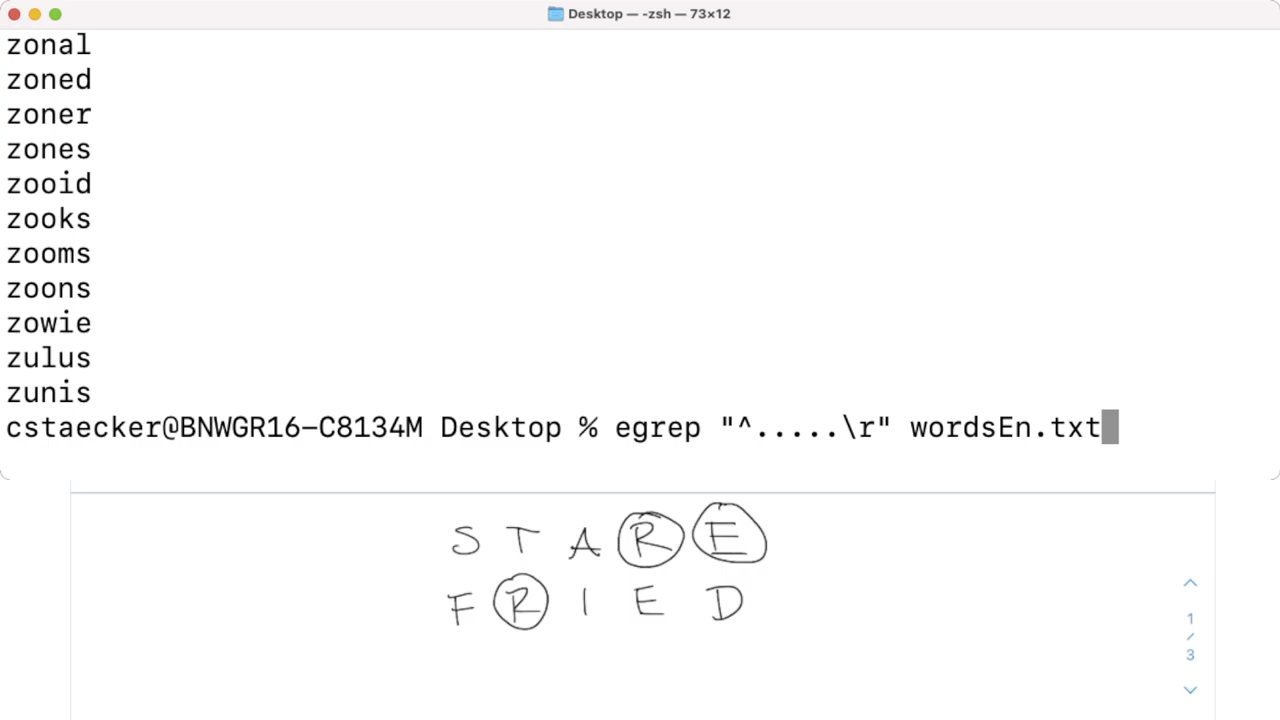 Desktop — -zsh — 73×12
zonal
zoned
zoner
zones
zooid
zooks
zooms
zoons
zowie
zulus
zunis
cstaecker@BNWGR16-C8134M Desktop % egrep "^.....\r" wordsEn.txt
S T A R E
F R I E D
1
/
3